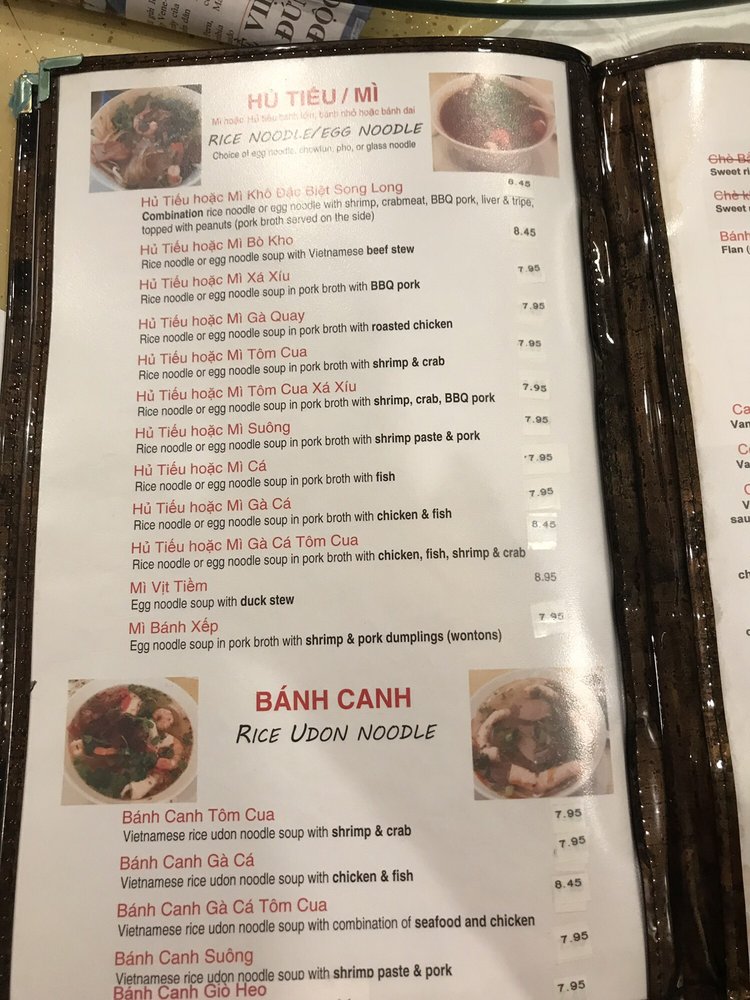 VIỆ
ĐỨN
ĐỘC
HỦ TIẾU / MÌ
Mì hoặc Hủ tiếu bánh lớn, bánh nhỏ hoặc bánh dai
RICE NOODLE/EGG NOODLE
Choice of egg noodle, chowfun, pho, or glass noodle
Hủ Tiếu hoặc Mì Khô Đặc Biệt Song Long 8.45
Combination rice noodle or egg noodle with shrimp, crabmeat, BBQ pork, liver & tripe,
topped with peanuts (pork broth served on the side)
Hủ Tiếu hoặc Mì Bò Kho 8.45
Rice noodle or egg noodle soup with Vietnamese beef stew
Hủ Tiếu hoặc Mì Xá Xíu 7.95
Rice noodle or egg noodle soup in pork broth with BBQ pork
Hủ Tiếu hoặc Mì Gà Quay 7.95
Rice noodle or egg noodle soup in pork broth with roasted chicken
Hủ Tiếu hoặc Mì Tôm Cua 7.95
Rice noodle or egg noodle soup in pork broth with shrimp & crab
Hủ Tiếu hoặc Mì Tôm Cua Xá Xíu 7.95
Rice noodle or egg noodle soup in pork broth with shrimp, crab, BBQ pork
Hủ Tiếu hoặc Mì Suông 7.95
Rice noodle or egg noodle soup in pork broth with shrimp paste & pork
Hủ Tiếu hoặc Mì Cá 7.95
Rice noodle or egg noodle soup in pork broth with fish
Hủ Tiếu hoặc Mì Gà Cá 7.95
Rice noodle or egg noodle soup in pork broth with chicken & fish
Hủ Tiếu hoặc Mì Gà Cá Tôm Cua 8.45
Rice noodle or egg noodle soup in pork broth with chicken, fish, shrimp & crab
Mì Vịt Tiềm 8.95
Egg noodle soup with duck stew
Mì Bánh Xếp 7.95
Egg noodle soup in pork broth with shrimp & pork dumplings (wontons)
BÁNH CANH
RICE UDON NOODLE
Bánh Canh Tôm Cua 7.95
Vietnamese rice udon noodle soup with shrimp & crab
Bánh Canh Gà Cá 7.95
Vietnamese rice udon noodle soup with chicken & fish
Bánh Canh Gà Cá Tôm Cua 8.45
Vietnamese rice udon noodle soup with combination of seafood and chicken
Bánh Canh Suông 7.95
Vietnamese rice udon noodle soup with shrimp paste & pork
Bánh Canh Giò Heo 7.95
Sweet
Sweet
Bánh
Flan